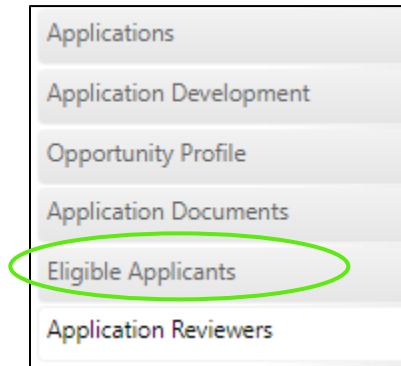 Applications
Application Development
Opportunity Profile
Application Documents
Eligible Applicants
Application Reviewers